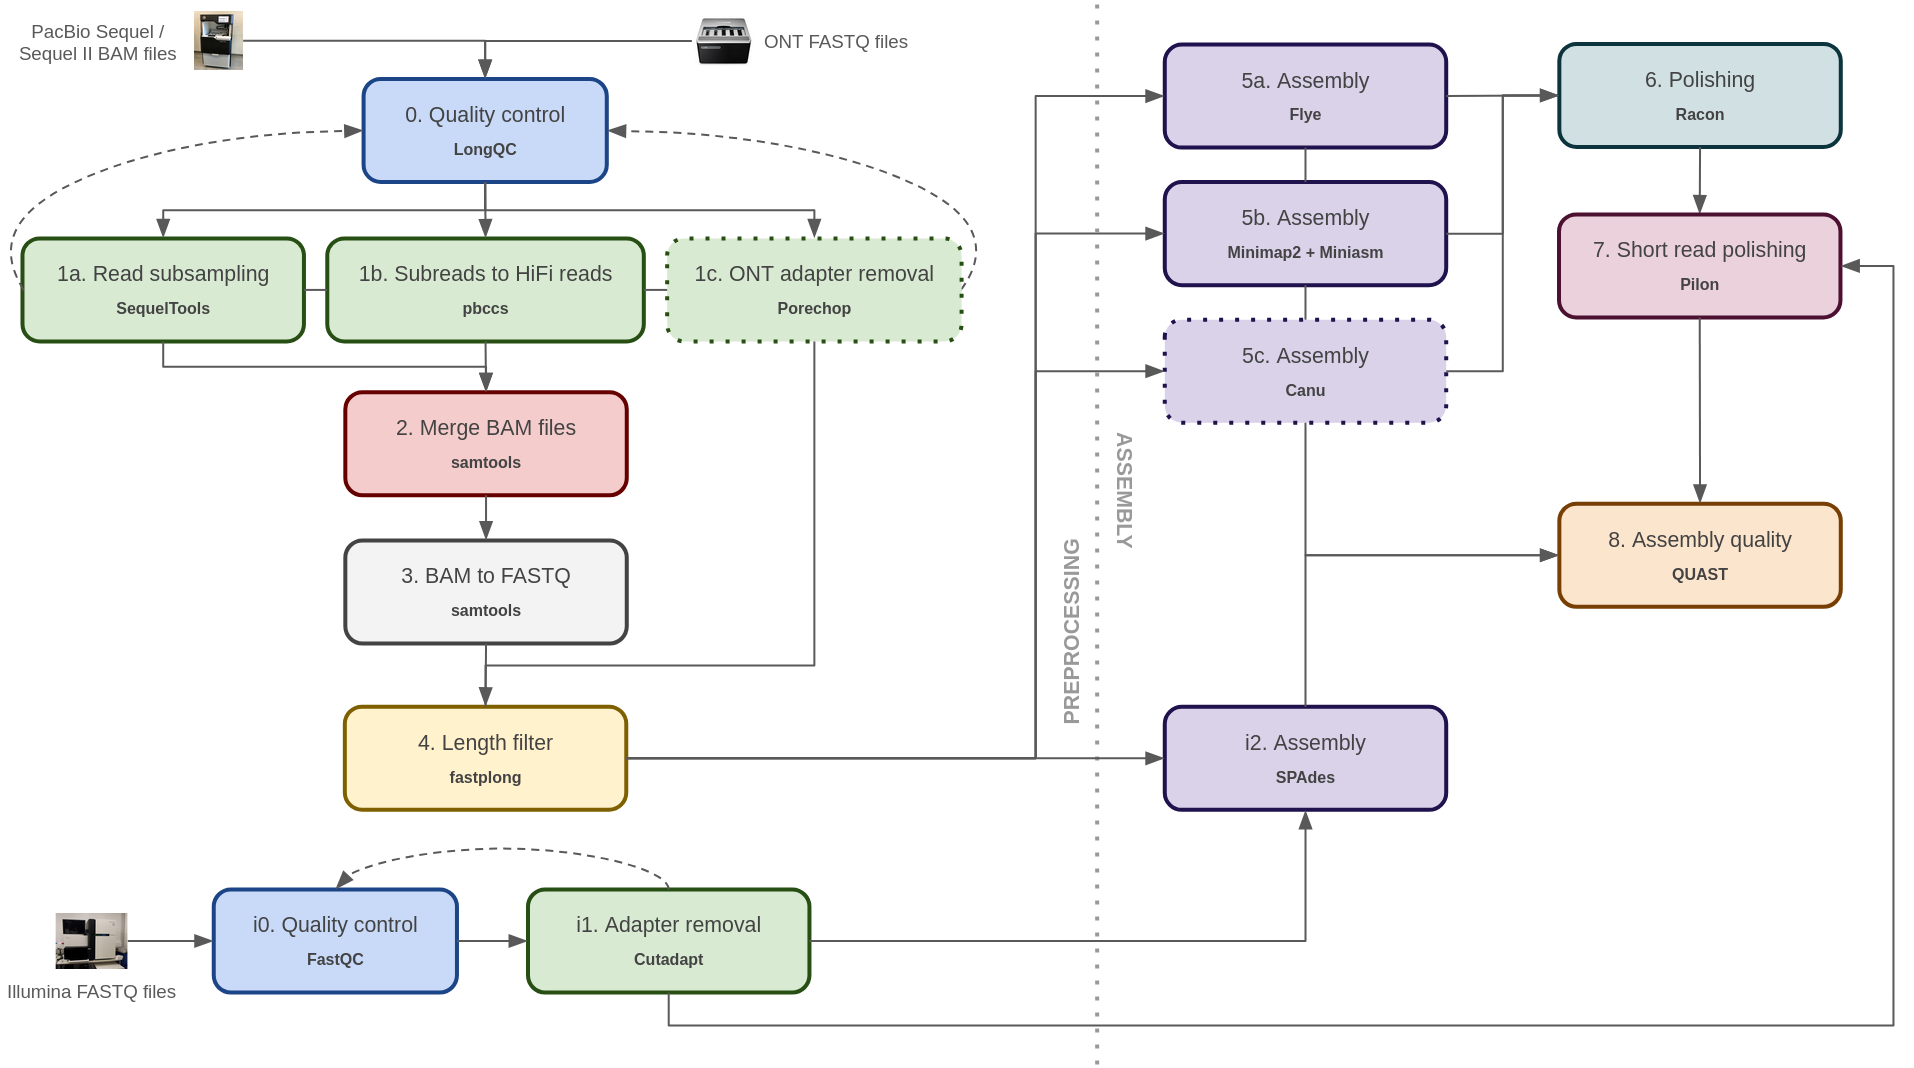 PacBio Sequel /
Sequel II BAM files
ONT FASTQ files
0. Quality control
LongQC
1a. Read subsampling
SequelTools
1b. Subreads to HiFi reads
pbccs
1c. ONT adapter removal
Porechop
2. Merge BAM files
samtools
3. BAM to FASTQ
samtools
4. Length filter
fastplong
Illumina FASTQ files
i0. Quality control
FastQC
i1. Adapter removal
Cutadapt
PREPROCESSING
ASSEMBLY
5a. Assembly
Flye
5b. Assembly
Minimap2 + Miniasm
5c. Assembly
Canu
i2. Assembly
SPAdes
6. Polishing
Racon
7. Short read polishing
Pilon
8. Assembly quality
QUAST